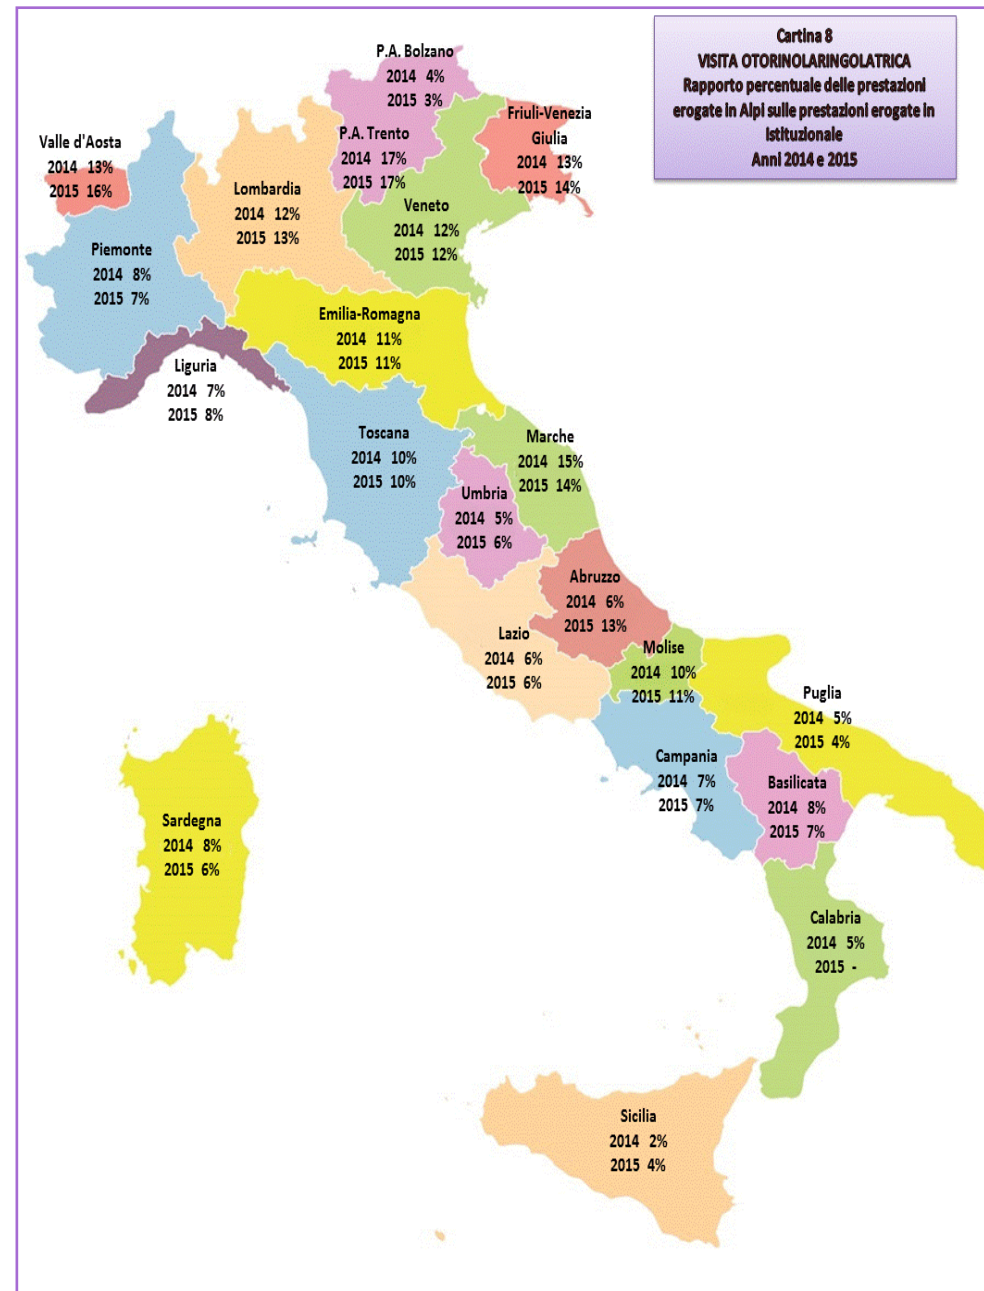 Cartina 8
VISITA OTORINOLARINGOLATRICA
Rapporto percentuale delle prestazioni
erogate in Alpi sulle prestazioni erogate in
Istituzionale
Anni 2014 e 2015
P.A. Bolzano
2014 4%
2015 3%
P.A. Trento
2014 17%
2015 17%
Friuli-Venezia
Giulia
2014 13%
2015 14%
Valle d'Aosta
2014 13%
2015 16%
Lombardia
2014 12%
2015 13%
Veneto
2014 12%
2015 12%
Piemonte
2014 8%
2015 7%
Emilia-Romagna
2014 11%
2015 11%
Liguria
2014 7%
2015 8%
Toscana
2014 10%
2015 10%
Marche
2014 15%
2015 14%
Umbria
2014 5%
2015 6%
Abruzzo
2014 6%
2015 13%
Lazio
2014 6%
2015 6%
Molise
2014 10%
2015 11%
Puglia
2014 5%
2015 4%
Campania
2014 7%
2015 7%
Basilicata
2014 8%
2015 7%
Sardegna
2014 8%
2015 6%
Calabria
2014 5%
2015 -
Sicilia
2014 2%
2015 4%